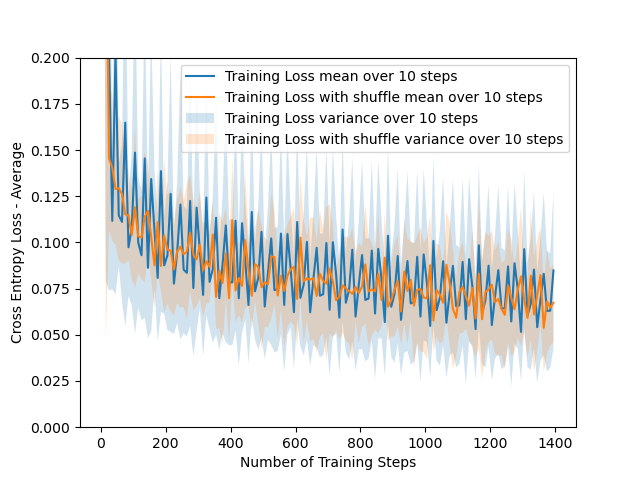 0.200
0.175
0.150
0.125
0.100
0.075
0.050
0.025
0.000
Cross Entropy Loss - Average
Training Loss mean over 10 steps
Training Loss with shuffle mean over 10 steps
Training Loss variance over 10 steps
Training Loss with shuffle variance over 10 steps
0 200 400 600 800 1000 1200 1400
Number of Training Steps